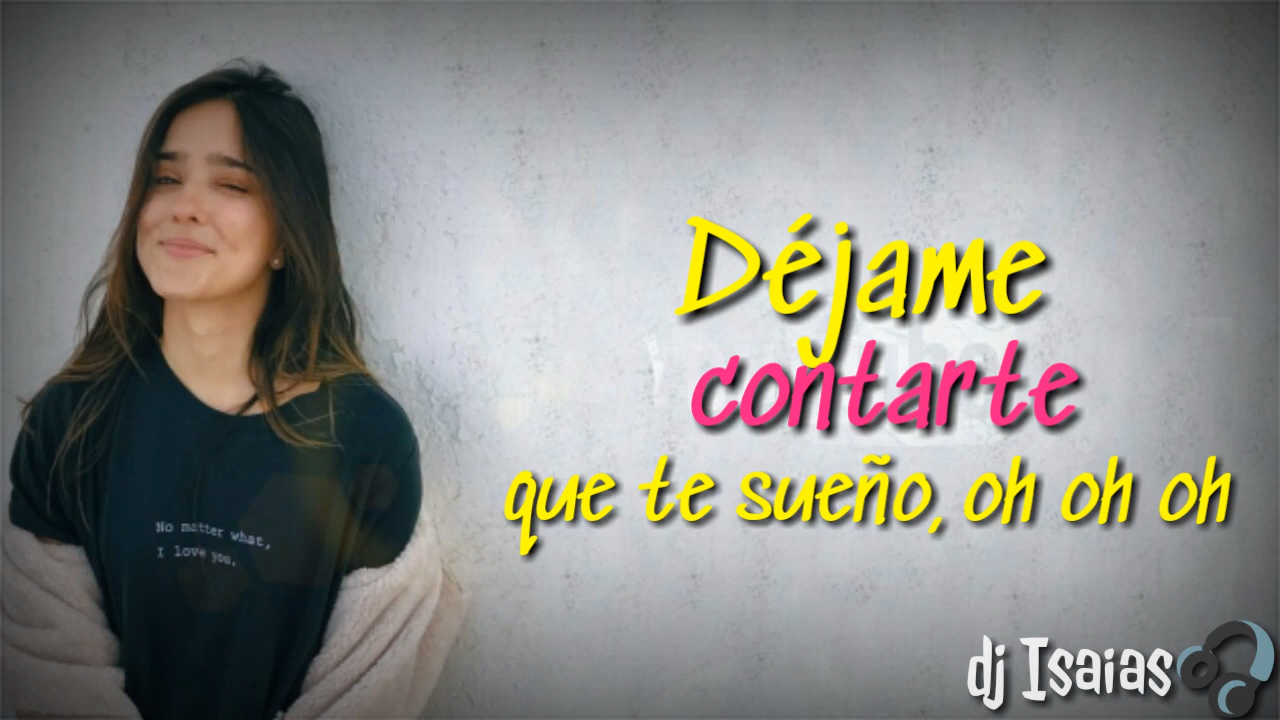 No matter what,
I love you.
Déjame
contarte
que te sueño, oh oh oh
dj Isaias